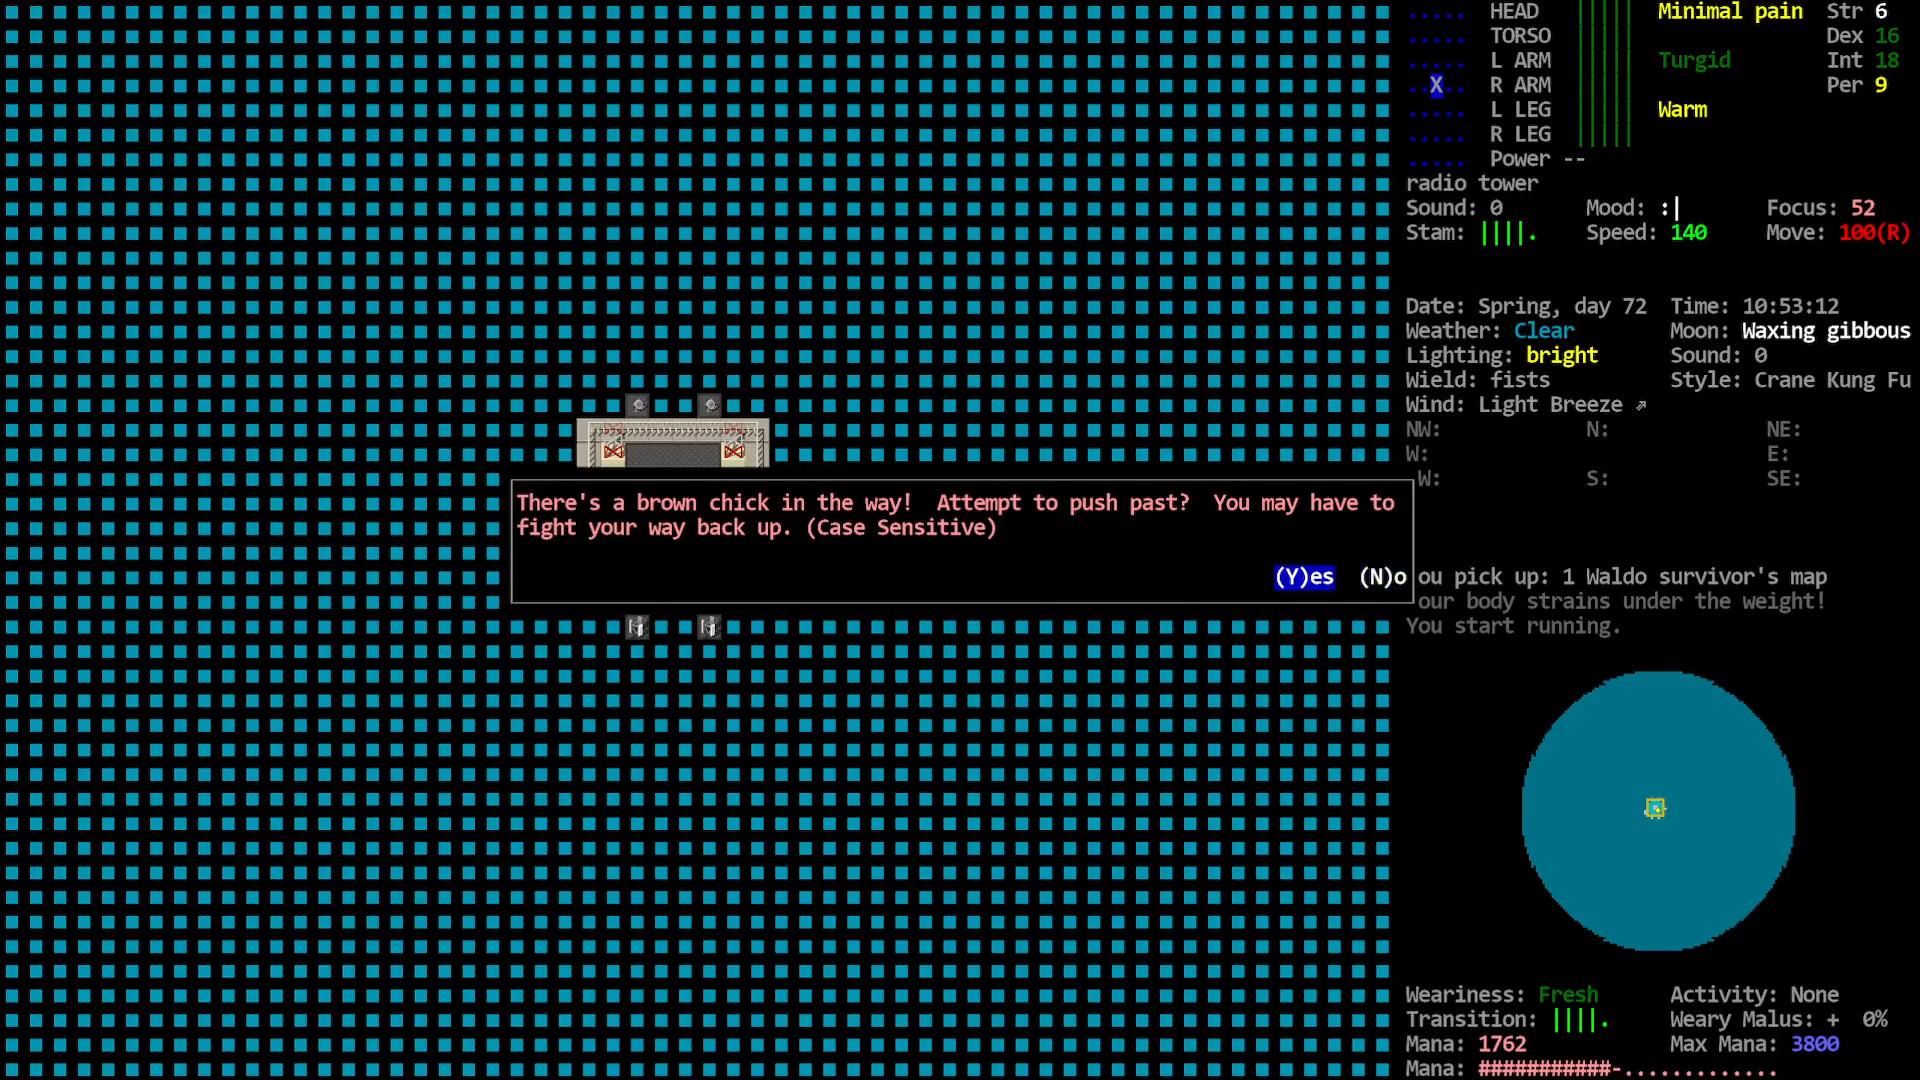 HEAD Minimal pain Str 6
TORSO Dex 16
L ARM Turgid Int 18
X R ARM Per 9
L LEG Warm
R LEG
Power --
radio tower
Sound: 0 Mood: :| Focus: 52
Stam: ||||. Speed: 140 Move: 100(R)
Date: Spring, day 72 Time: 10:53:12
Weather: Clear Moon: Waxing gibbous
Lighting: bright Sound: 0
Wield: fists Style: Crane Kung Fu
Wind: Light Breeze ↗
NW: N: NE:
W: E:
W: S: SE:
There's a brown chick in the way! Attempt to push past? You may have to
fight your way back up. (Case Sensitive)
(Y)es (N)o
ou pick up: 1 Waldo survivor's map
our body strains under the weight!
You start running.
Weariness: Fresh Activity: None
Transition: ||||. Weary Malus: + 0%
Mana: 1762 Max Mana: 3800
Mana: ###########-.............